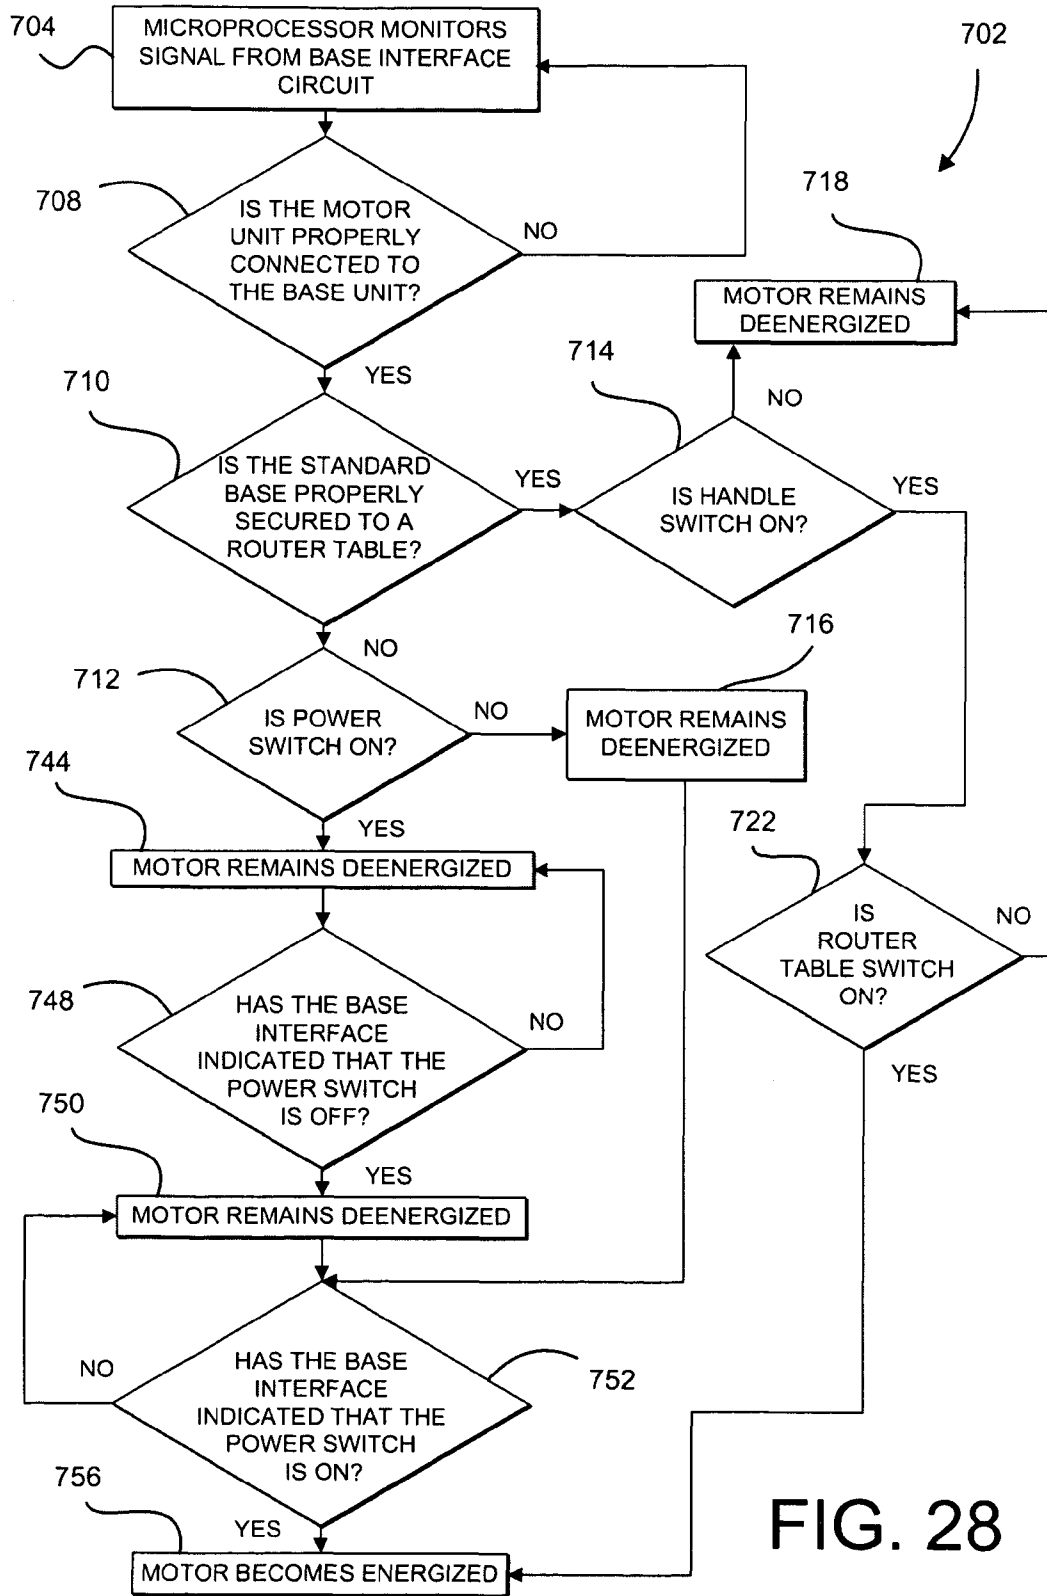 704
MICROPROCESSOR MONITORS
SIGNAL FROM BASE INTERFACE
CIRCUIT
702
708
IS THE MOTOR
UNIT PROPERLY
CONNECTED TO
THE BASE UNIT?
NO
718
MOTOR REMAINS
DEENERGIZED
YES
710
IS THE STANDARD
BASE PROPERLY
SECURED TO A
ROUTER TABLE?
YES
714
NO
IS HANDLE
SWITCH ON?
YES
NO
712
IS POWER
SWITCH ON?
NO
716
MOTOR REMAINS
DEENERGIZED
YES
744
MOTOR REMAINS DEENERGIZED
722
IS
ROUTER
TABLE SWITCH
ON?
NO
YES
748
HAS THE BASE
INTERFACE
INDICATED THAT THE
POWER SWITCH
IS OFF?
NO
YES
750
MOTOR REMAINS DEENERGIZED
NO
HAS THE BASE
INTERFACE
INDICATED THAT THE
POWER SWITCH
IS ON?
752
YES
756
MOTOR BECOMES ENERGIZED
FIG. 28